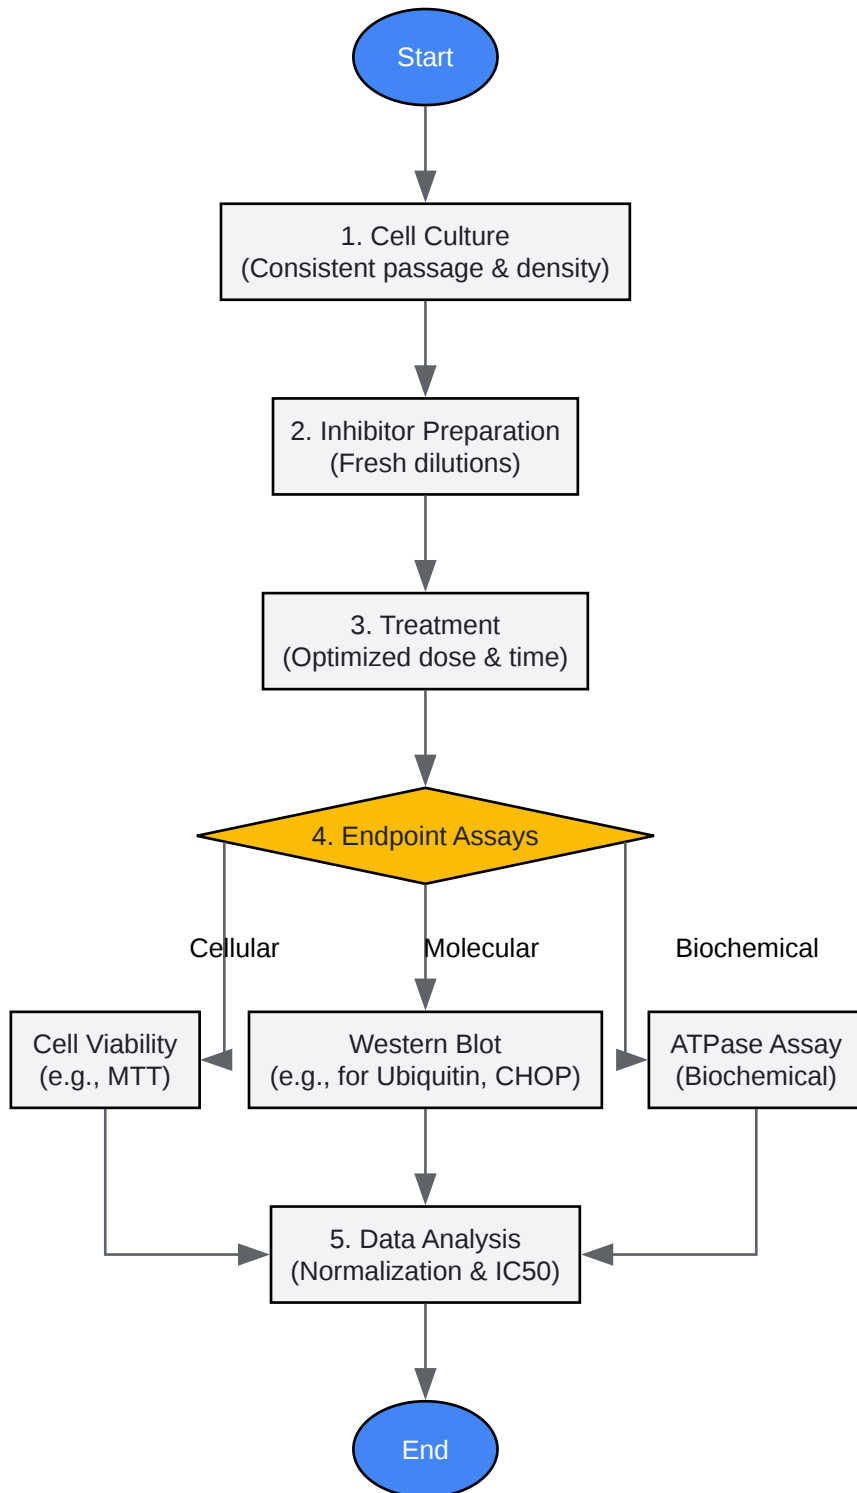 Start
1. Cell Culture
(Consistent passage & density)
2. Inhibitor Preparation
(Fresh dilutions)
3. Treatment
(Optimized dose & time)
4. Endpoint Assays
Cellular
Molecular
Biochemical
Cell Viability
(e.g., MTT)
Western Blot
(e.g., for Ubiquitin, CHOP)
ATPase Assay
(Biochemical)
5. Data Analysis
(Normalization & IC50)
End